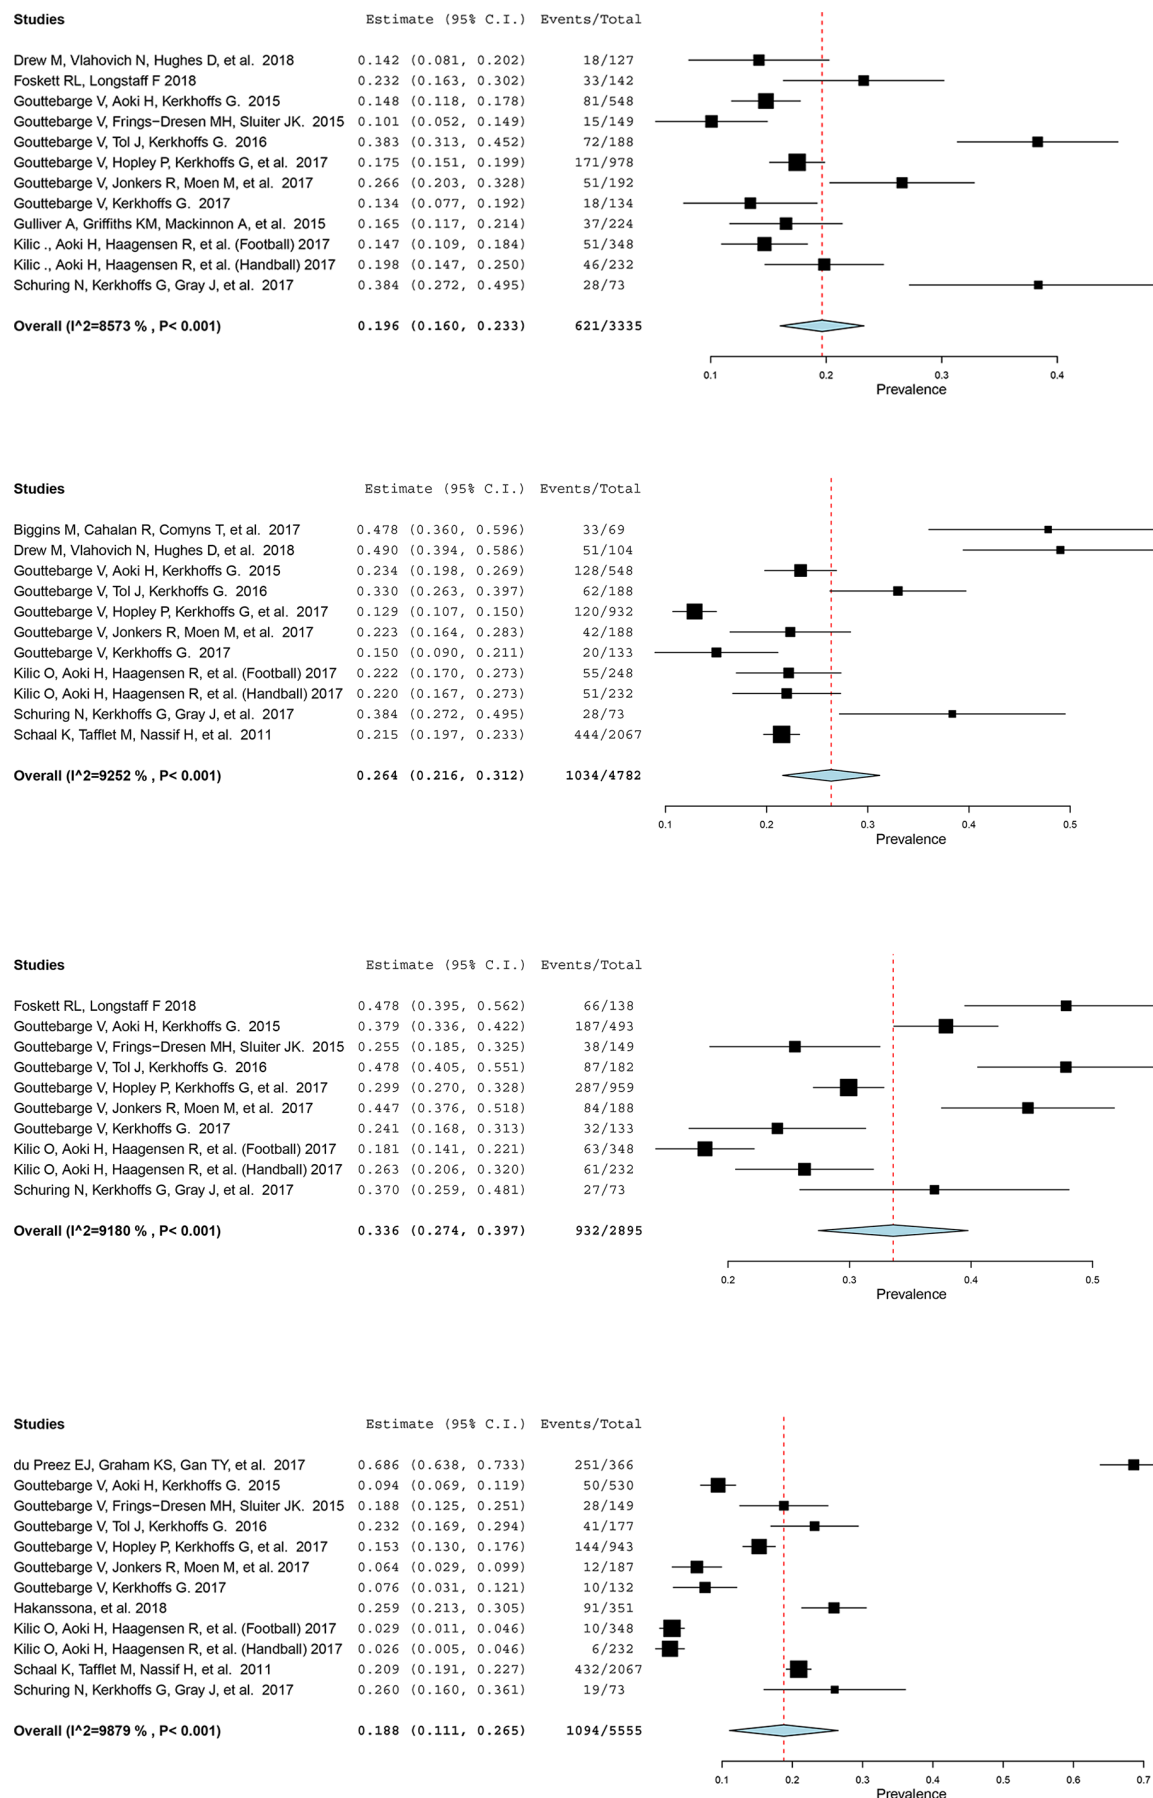 Studies Estimate (95% C.I.) Events/Total
Drew M, Vlahovich N, Hughes D, et al. 2018 0.142 (0.081, 0.202) 18/127
Foskett RL, Longstaff F 2018 0.232 (0.163, 0.302) 33/142
Gouttebarge V, Aoki H, Kerkhoffs G. 2015 0.148 (0.118, 0.178) 81/548
Gouttebarge V, Frings−Dresen MH, Sluiter JK. 2015 0.101 (0.052, 0.149) 15/149
Gouttebarge V, Tol J, Kerkhoffs G. 2016 0.383 (0.313, 0.452) 72/188
Gouttebarge V, Hopley P, Kerkhoffs G, et al. 2017 0.175 (0.151, 0.199) 171/978
Gouttebarge V, Jonkers R, Moen M, et al. 2017 0.266 (0.203, 0.328) 51/192
Gouttebarge V, Kerkhoffs G. 2017 0.134 (0.077, 0.192) 18/134
Gulliver A, Griffiths KM, Mackinnon A, et al. 2015 0.165 (0.117, 0.214) 37/224
Kilic ., Aoki H, Haagensen R, et al. (Football) 2017 0.147 (0.109, 0.184) 51/348
Kilic ., Aoki H, Haagensen R, et al. (Handball) 2017 0.198 (0.147, 0.250) 46/232
Schuring N, Kerkhoffs G, Gray J, et al. 2017 0.384 (0.272, 0.495) 28/73
Overall (I^2=8573 % , P< 0.001) 0.196 (0.160, 0.233) 621/3335
0.1 0.2 0.3 0.4
Prevalence
Studies Estimate (95% C.I.) Events/Total
Biggins M, Cahalan R, Comyns T, et al. 2017 0.478 (0.360, 0.596) 33/69
Drew M, Vlahovich N, Hughes D, et al. 2018 0.490 (0.394, 0.586) 51/104
Gouttebarge V, Aoki H, Kerkhoffs G. 2015 0.234 (0.198, 0.269) 128/548
Gouttebarge V, Tol J, Kerkhoffs G. 2016 0.330 (0.263, 0.397) 62/188
Gouttebarge V, Hopley P, Kerkhoffs G, et al. 2017 0.129 (0.107, 0.150) 120/932
Gouttebarge V, Jonkers R, Moen M, et al. 2017 0.223 (0.164, 0.283) 42/188
Gouttebarge V, Kerkhoffs G. 2017 0.150 (0.090, 0.211) 20/133
Kilic O, Aoki H, Haagensen R, et al. (Football) 2017 0.222 (0.170, 0.273) 55/248
Kilic O, Aoki H, Haagensen R, et al. (Handball) 2017 0.220 (0.167, 0.273) 51/232
Schuring N, Kerkhoffs G, Gray J, et al. 2017 0.384 (0.272, 0.495) 28/73
Schaal K, Tafflet M, Nassif H, et al. 2011 0.215 (0.197, 0.233) 444/2067
Overall (I^2=9252 % , P< 0.001) 0.264 (0.216, 0.312) 1034/4782
0.1 0.2 0.3 0.4 0.5
Prevalence
Studies Estimate (95% C.I.) Events/Total
Foskett RL, Longstaff F 2018 0.478 (0.395, 0.562) 66/138
Gouttebarge V, Aoki H, Kerkhoffs G. 2015 0.379 (0.336, 0.422) 187/493
Gouttebarge V, Frings−Dresen MH, Sluiter JK. 2015 0.255 (0.185, 0.325) 38/149
Gouttebarge V, Tol J, Kerkhoffs G. 2016 0.478 (0.405, 0.551) 87/182
Gouttebarge V, Hopley P, Kerkhoffs G, et al. 2017 0.299 (0.270, 0.328) 287/959
Gouttebarge V, Jonkers R, Moen M, et al. 2017 0.447 (0.376, 0.518) 84/188
Gouttebarge V, Kerkhoffs G. 2017 0.241 (0.168, 0.313) 32/133
Kilic O, Aoki H, Haagensen R, et al. (Football) 2017 0.181 (0.141, 0.221) 63/348
Kilic O, Aoki H, Haagensen R, et al. (Handball) 2017 0.263 (0.206, 0.320) 61/232
Schuring N, Kerkhoffs G, Gray J, et al. 2017 0.370 (0.259, 0.481) 27/73
Overall (I^2=9180 % , P< 0.001) 0.336 (0.274, 0.397) 932/2895
0.2 0.3 0.4 0.5
Prevalence
Studies Estimate (95% C.I.) Events/Total
du Preez EJ, Graham KS, Gan TY, et al. 2017 0.686 (0.638, 0.733) 251/366
Gouttebarge V, Aoki H, Kerkhoffs G. 2015 0.094 (0.069, 0.119) 50/530
Gouttebarge V, Frings−Dresen MH, Sluiter JK. 2015 0.188 (0.125, 0.251) 28/149
Gouttebarge V, Tol J, Kerkhoffs G. 2016 0.232 (0.169, 0.294) 41/177
Gouttebarge V, Hopley P, Kerkhoffs G, et al. 2017 0.153 (0.130, 0.176) 144/943
Gouttebarge V, Jonkers R, Moen M, et al. 2017 0.064 (0.029, 0.099) 12/187
Gouttebarge V, Kerkhoffs G. 2017 0.076 (0.031, 0.121) 10/132
Hakanssona, et al. 2018 0.259 (0.213, 0.305) 91/351
Kilic O, Aoki H, Haagensen R, et al. (Football) 2017 0.029 (0.011, 0.046) 10/348
Kilic O, Aoki H, Haagensen R, et al. (Handball) 2017 0.026 (0.005, 0.046) 6/232
Schaal K, Tafflet M, Nassif H, et al. 2011 0.209 (0.191, 0.227) 432/2067
Schuring N, Kerkhoffs G, Gray J, et al. 2017 0.260 (0.160, 0.361) 19/73
Overall (I^2=9879 % , P< 0.001) 0.188 (0.111, 0.265) 1094/5555
0.1 0.2 0.3 0.4 0.5 0.6 0.7
Prevalence